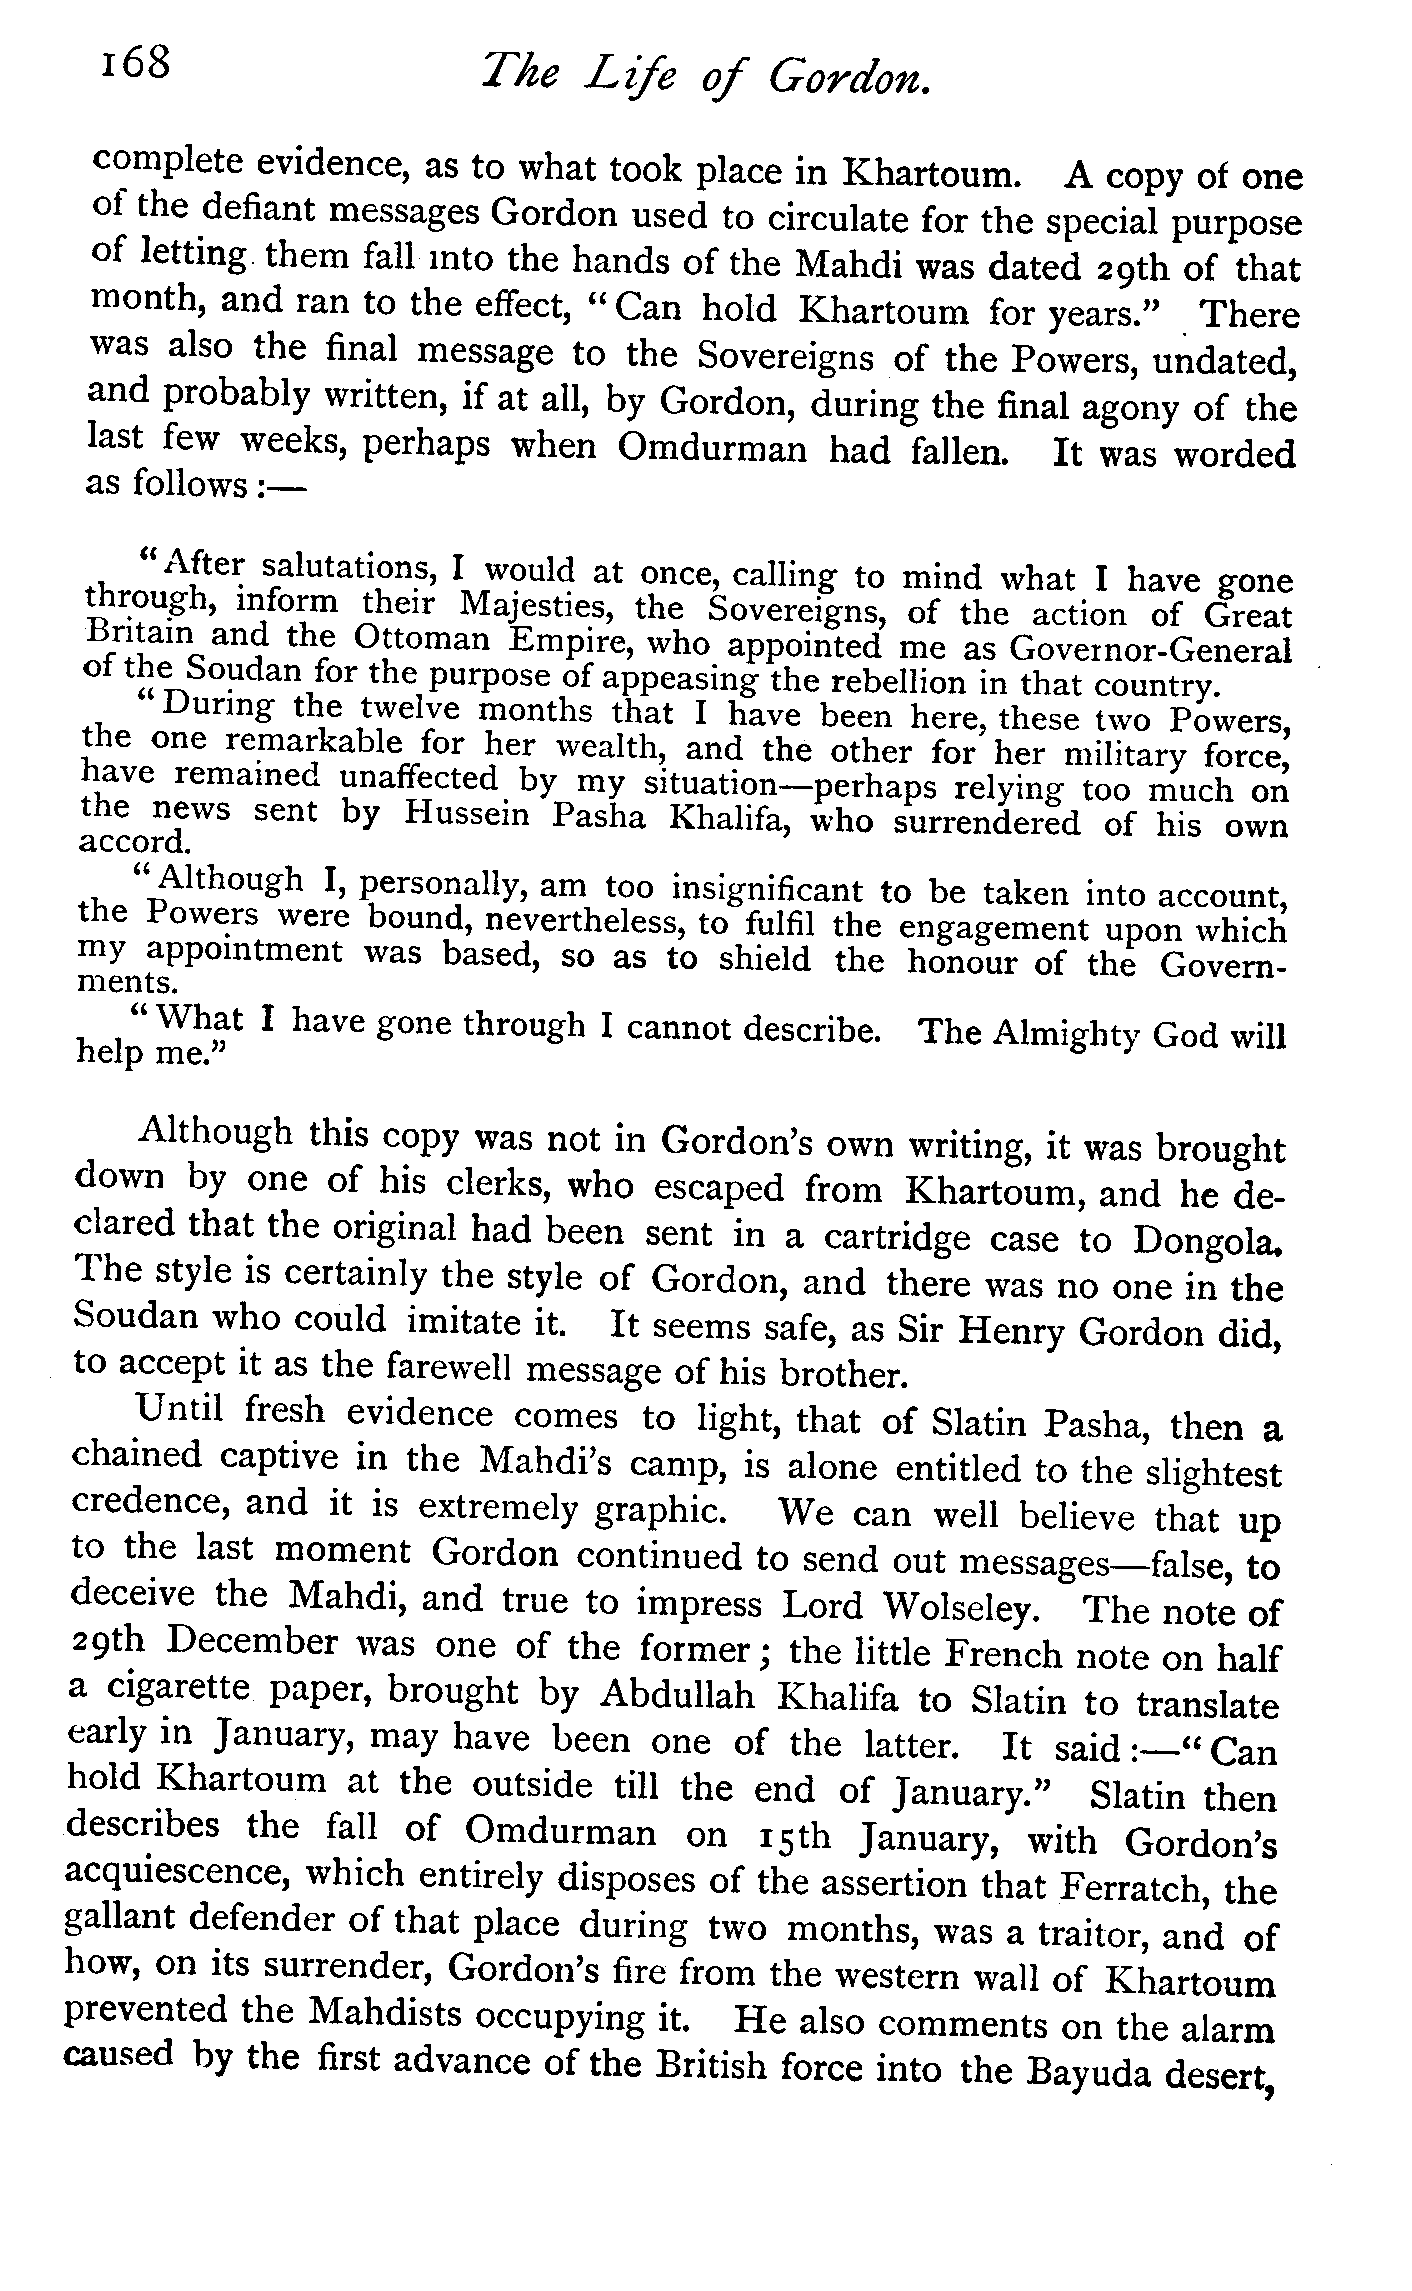 168 The Life of Gordon.
complete evidence, as to what took place in Khartoum. A copy of one
of the defiant messages Gordon used to circulate for the special purpose
of letting them fall into the hands of the Mahdi was dated 29th of that
month, and ran to the effect, “Can hold Khartoum for years.” There
was also the final message to the Sovereigns of the Powers, undated,
and probably written, if at all, by Gordon, during the final agony of the
last few weeks, perhaps when Omdurman had fallen. It was worded
as follows :—
“After salutations, I would at once, calling to mind what I have gone
through, inform their Majesties, the Sovereigns, of the action of Great
Britain and the Ottoman Empire, who appointed me as Governor-General
of the Soudan for the purpose of appeasing the rebellion in that country.
“During the twelve months that I have been here, these two Powers,
the one remarkable for her wealth, and the other for her military force,
have remained unaffected by my situation—perhaps relying too much on
the news sent by Hussein Pasha Khalifa, who surrendered of his own
accord.
“Although I, personally, am too insignificant to be taken into account,
the Powers were bound, nevertheless, to fulfil the engagement upon which
my appointment was based, so as to shield the honour of the Govern-
ments.
“What I have gone through I cannot describe. The Almighty God will
help me.”
Although this copy was not in Gordon’s own writing, it was brought
down by one of his clerks, who escaped from Khartoum, and he de-
clared that the original had been sent in a cartridge case to Dongola.
The style is certainly the style of Gordon, and there was no one in the
Soudan who could imitate it. It seems safe, as Sir Henry Gordon did,
to accept it as the farewell message of his brother.
Until fresh evidence comes to light, that of Slatin Pasha, then a
chained captive in the Mahdi’s camp, is alone entitled to the slightest
credence, and it is extremely graphic. We can well believe that up
to the last moment Gordon continued to send out messages—false, to
deceive the Mahdi, and true to impress Lord Wolseley. The note of
29th December was one of the former ; the little French note on half
a cigarette paper, brought by Abdullah Khalifa to Slatin to translate
early in January, may have been one of the latter. It said :—“Can
hold Khartoum at the outside till the end of January.” Slatin then
describes the fall of Omdurman on 15th January, with Gordon’s
acquiescence, which entirely disposes of the assertion that Ferratch, the
gallant defender of that place during two months, was a traitor, and of
how, on its surrender, Gordon’s fire from the western wall of Khartoum
prevented the Mahdists occupying it. He also comments on the alarm
caused by the first advance of the British force into the Bayuda desert,